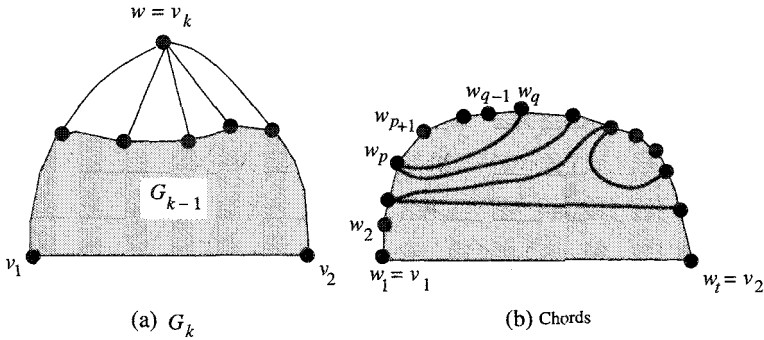 w = v_k
G_{k-1}
v_1
v_2
(a) G_k
w_{q-1} w_q
w_{p+1}
w_p
w_2
w_1 = v_1
w_t = v_2
(b) Chords